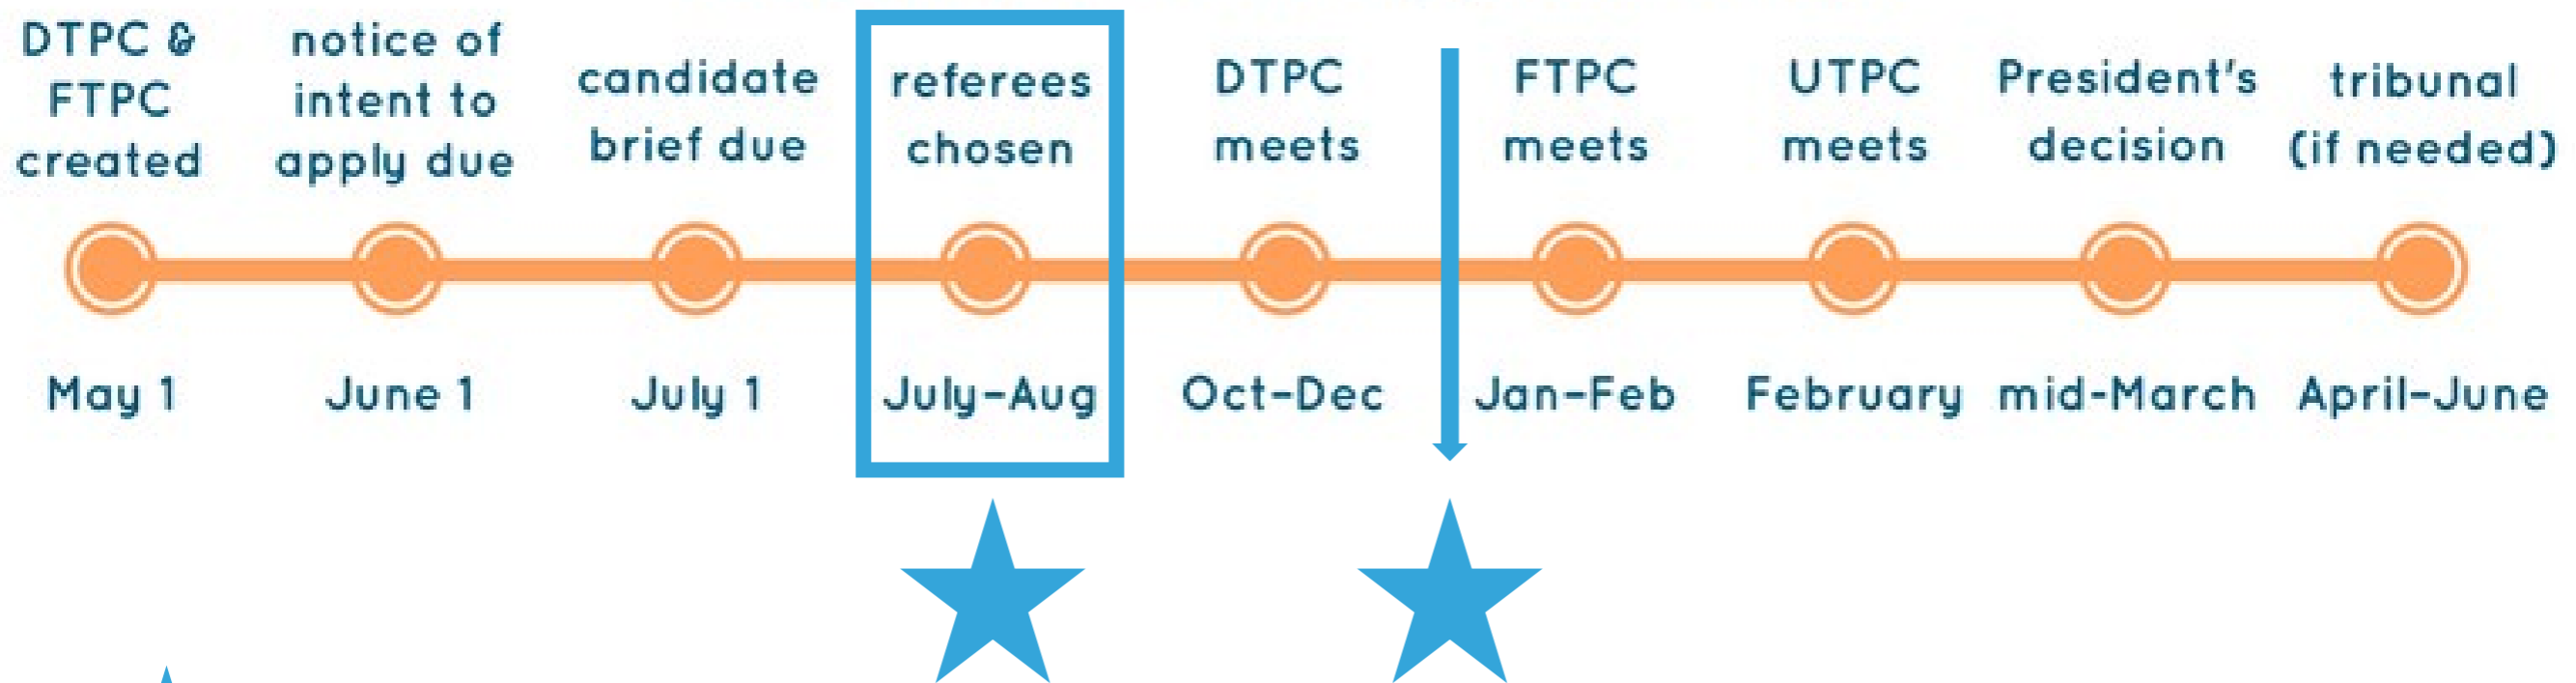 DTPC &
FTPC
created
notice of
intent to
apply due
candidate
brief due
referees
chosen
DTPC
meets
FTPC
meets
UTPC
meets
President's
decision
tribunal
(if needed)
May 1
June 1
July 1
July-Aug
Oct-Dec
Jan-Feb
February
mid-March
April-June